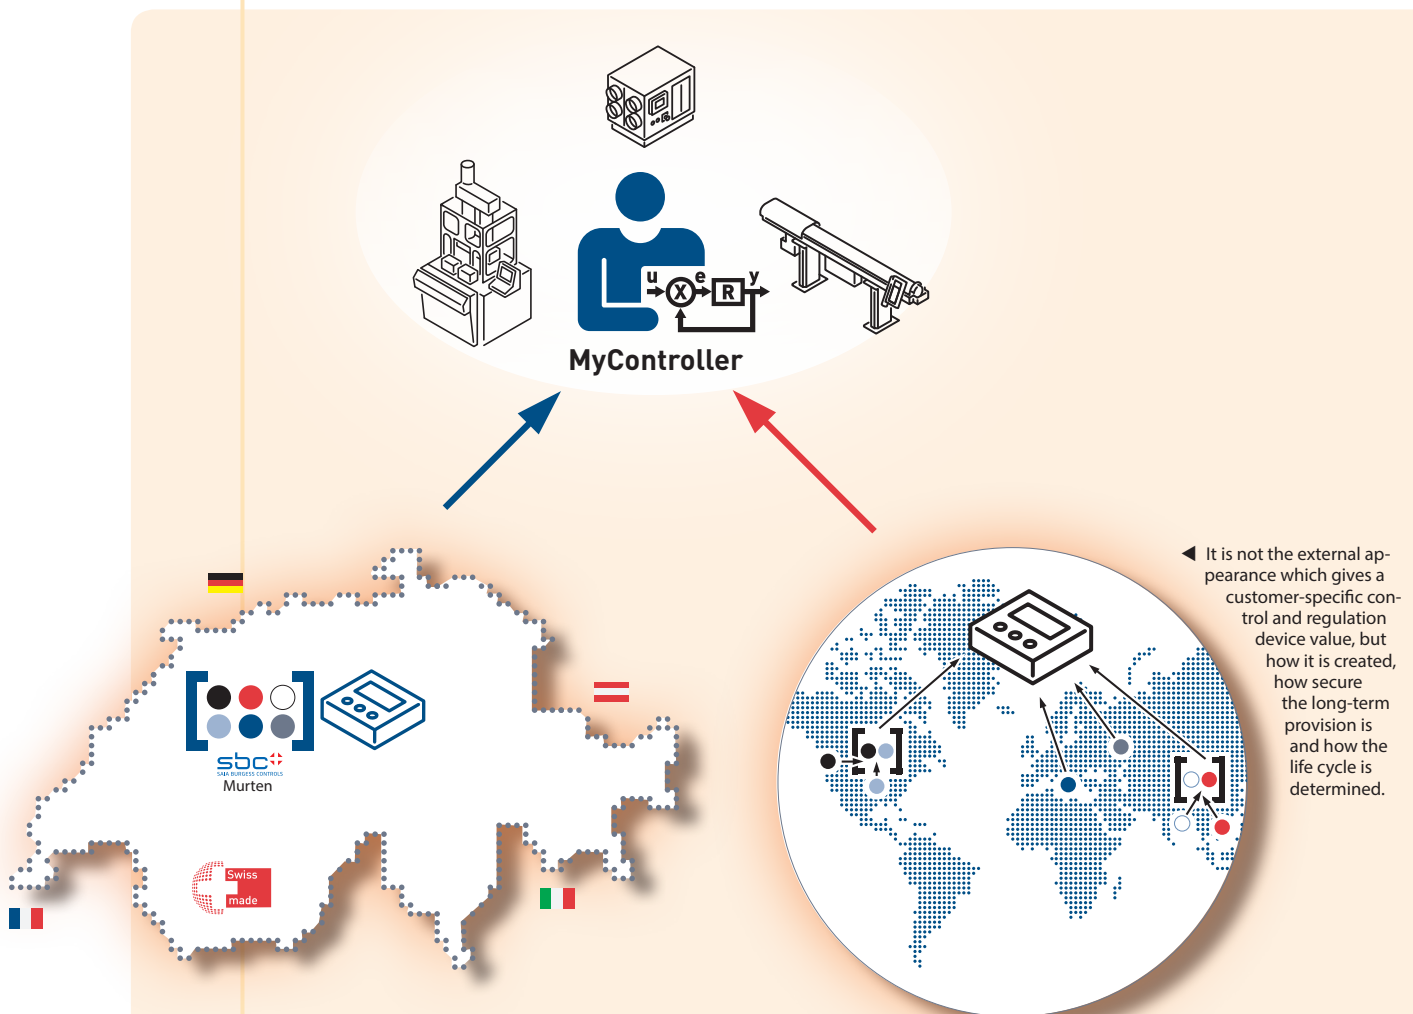 u e y
X R
MyController
◀ It is not the external ap-
pearance which gives a
customer-specific con-
trol and regulation
device value, but
how it is created,
how secure
the long-term
provision is
and how the
life cycle is
determined.
sbc
SAIA BURGESS CONTROLS
Murten
Swiss
made